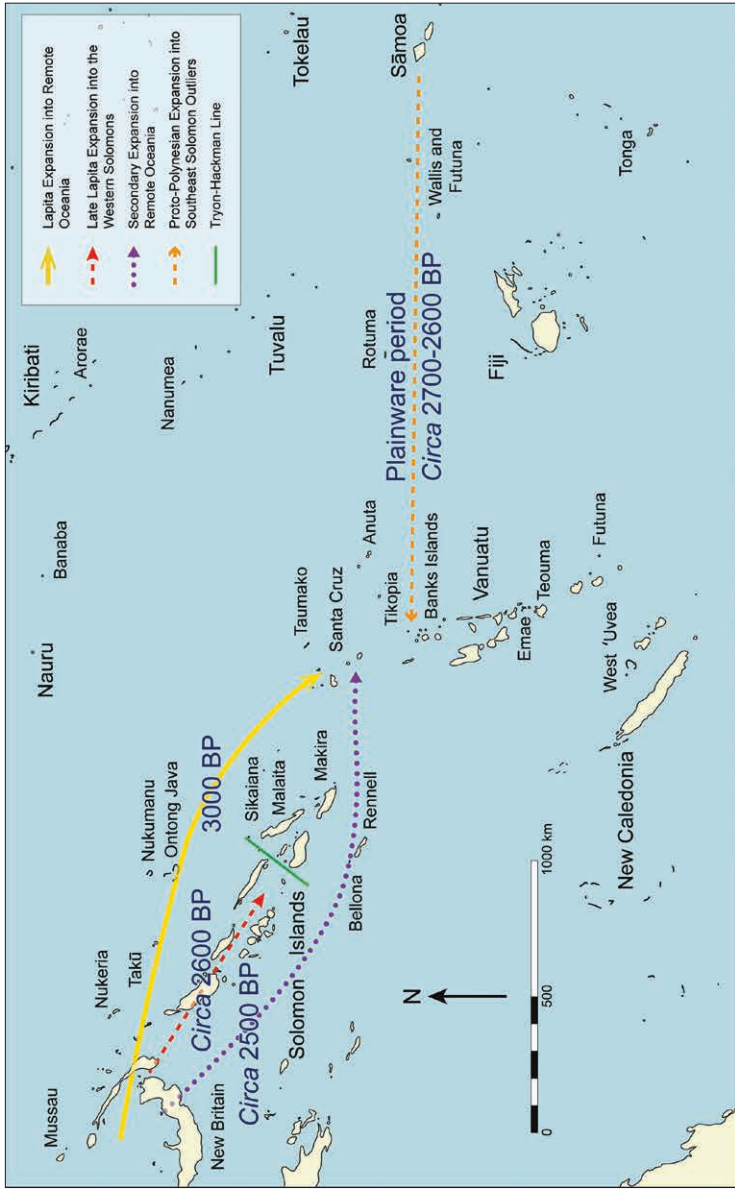 Lapita Expansion into Remote
Oceania
Late Lapita Expansion into the
Western Solomons
Secondary Expansion into
Remote Oceania
Proto-Polynesian Expansion into
Southeast Solomon Outliers
Tryon-Hackman Line
Mussau
Nauru
Banaba
Kiribati
Arorae
Nanumea
Tuvalu
Tokelau
Nukeria
Takū
Nukumanu
Ontong Java
3000 BP
New Britain
Circa 2600 BP
Circa 2500 BP
Solomon
Islands
Sikaiana
Malaita
Makira
Bellona
Rennell
Taumako
Santa Cruz
Anuta
Tikopia
Banks Islands
Vanuatu
Emae
Teouma
Futuna
Plainware period
Circa 2700-2600 BP
Rotuma
Wallis and
Futuna
Sāmoa
Fiji
Tonga
West 'Uvea
New Caledonia
N
0
500
1000 km